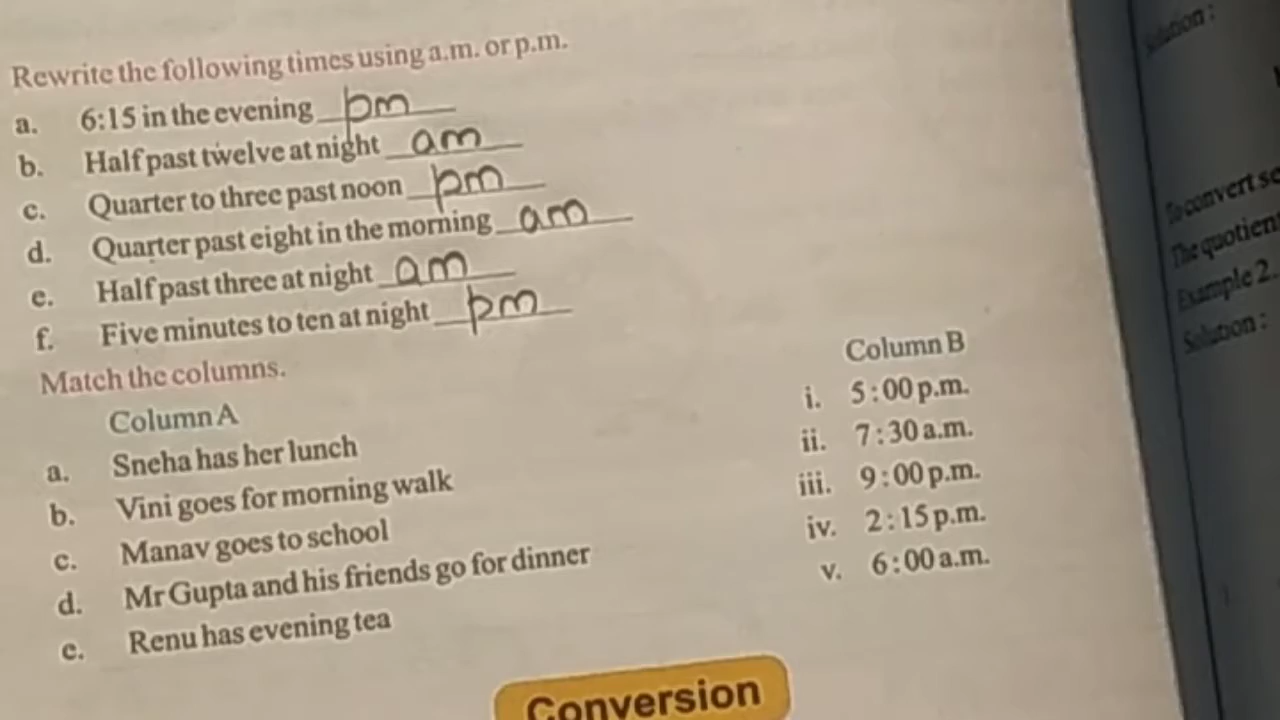 Rewrite the following times using a.m. or p.m.
a. 6:15 in the evening pm
b. Half past twelve at night am
c. Quarter to three past noon pm
d. Quarter past eight in the morning am
e. Half past three at night am
f. Five minutes to ten at night pm
Match the columns.
Column A Column B
a. Sneha has her lunch i. 5:00 p.m.
b. Vini goes for morning walk ii. 7:30 a.m.
c. Manav goes to school iii. 9:00 p.m.
d. Mr Gupta and his friends go for dinner iv. 2:15 p.m.
e. Renu has evening tea v. 6:00 a.m.
Conversion
Solution:
To convert
The
Example 2.
Solution: